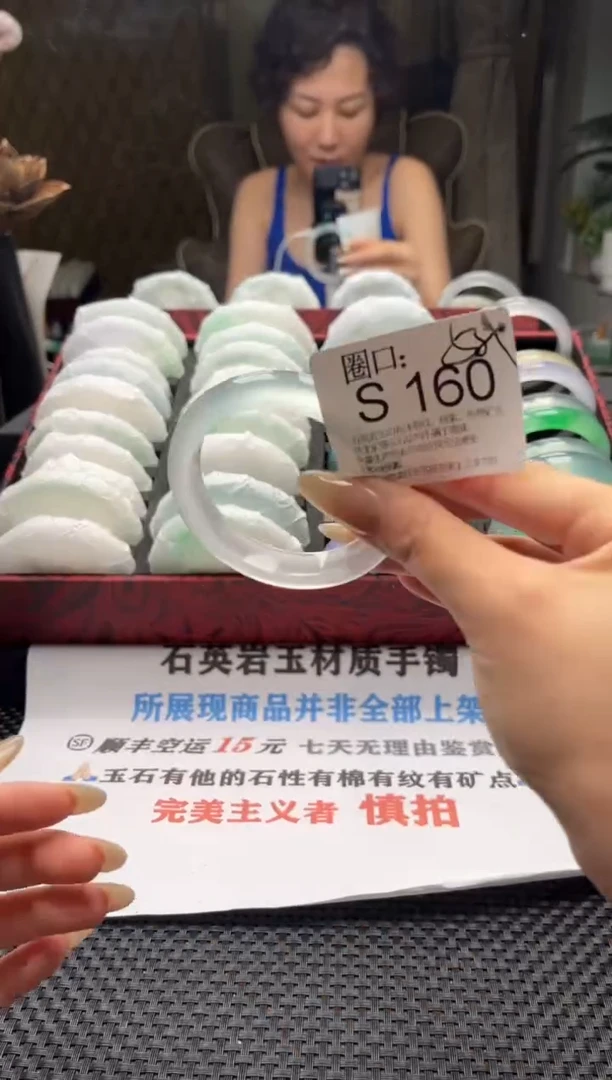 圈口:
S 160
石英岩玉材质手镯
所展现商品并非全部上架
SF 顺丰空运 15 元 七天无理由鉴赏
玉石有他的石性有棉有纹有矿点
完美主义者 慎拍